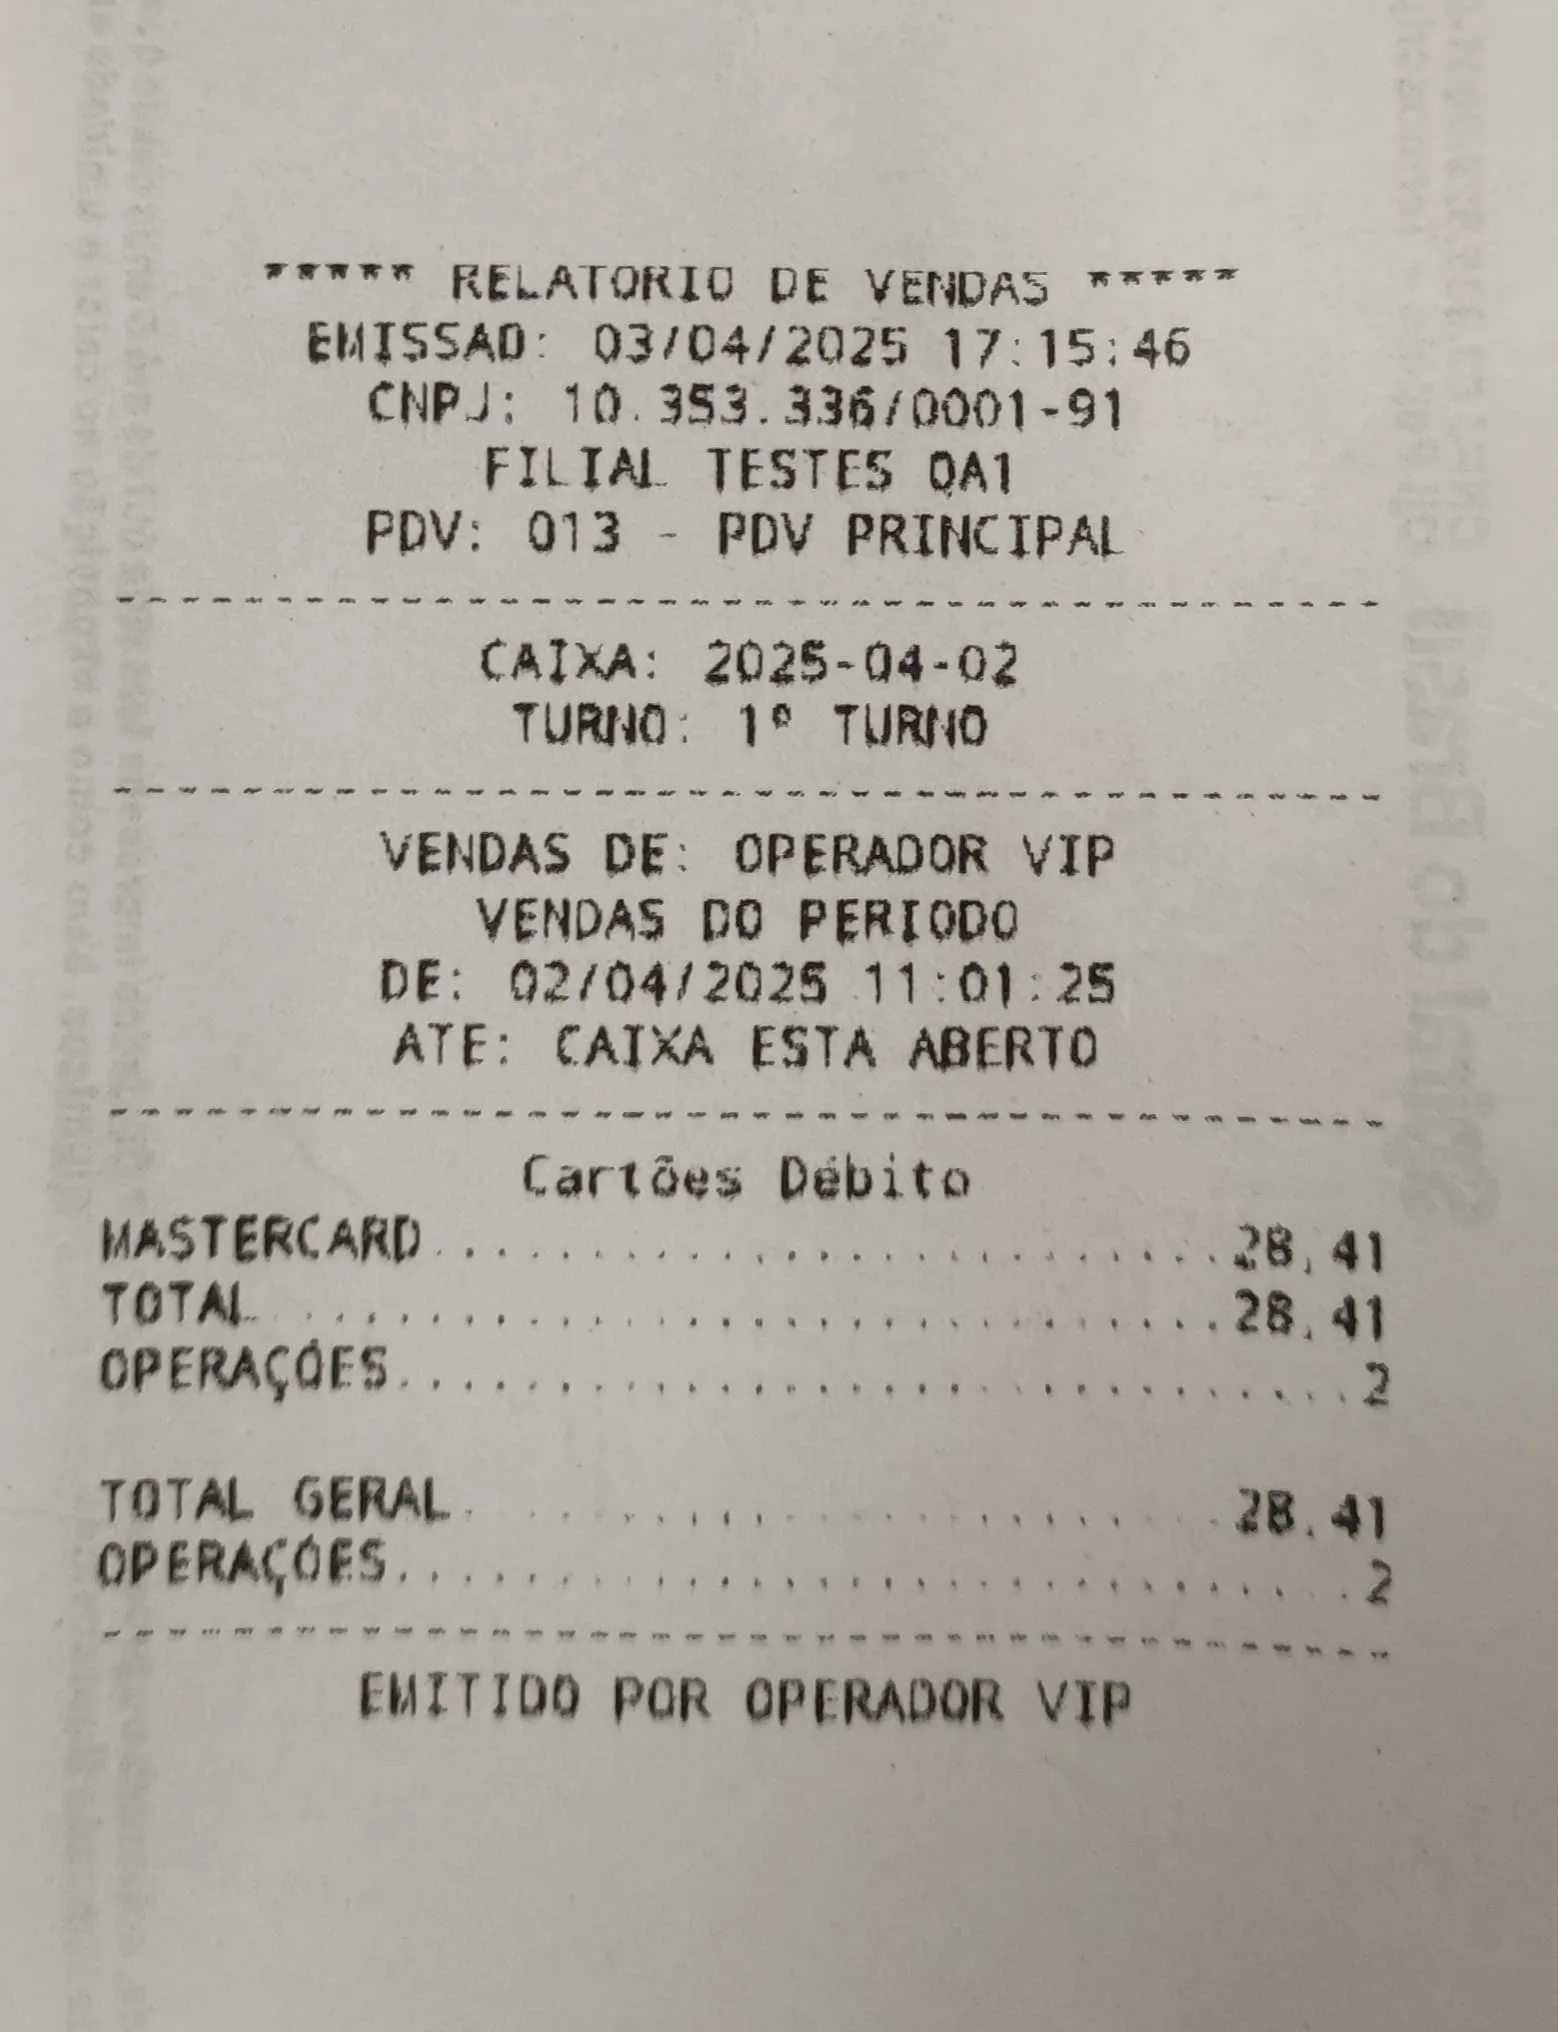 ***** RELATORIO DE VENDAS *****
EMISSAO: 03/04/2025 17:15:46
CNPJ: 10.353.336/0001-91
FILIAL TESTES QA1
PDV: 013 - PDV PRINCIPAL
----------------------------------------
CAIXA: 2025-04-02
TURNO: 1º TURNO
----------------------------------------
VENDAS DE: OPERADOR VIP
VENDAS DO PERIODO
DE: 02/04/2025 11:01:25
ATE: CAIXA ESTA ABERTO
----------------------------------------
Cartões Débito
MASTERCARD.........................28,41
TOTAL..............................28,41
OPERAÇÕES..............................2
TOTAL GERAL........................28,41
OPERAÇÕES..............................2
----------------------------------------
EMITIDO POR OPERADOR VIP